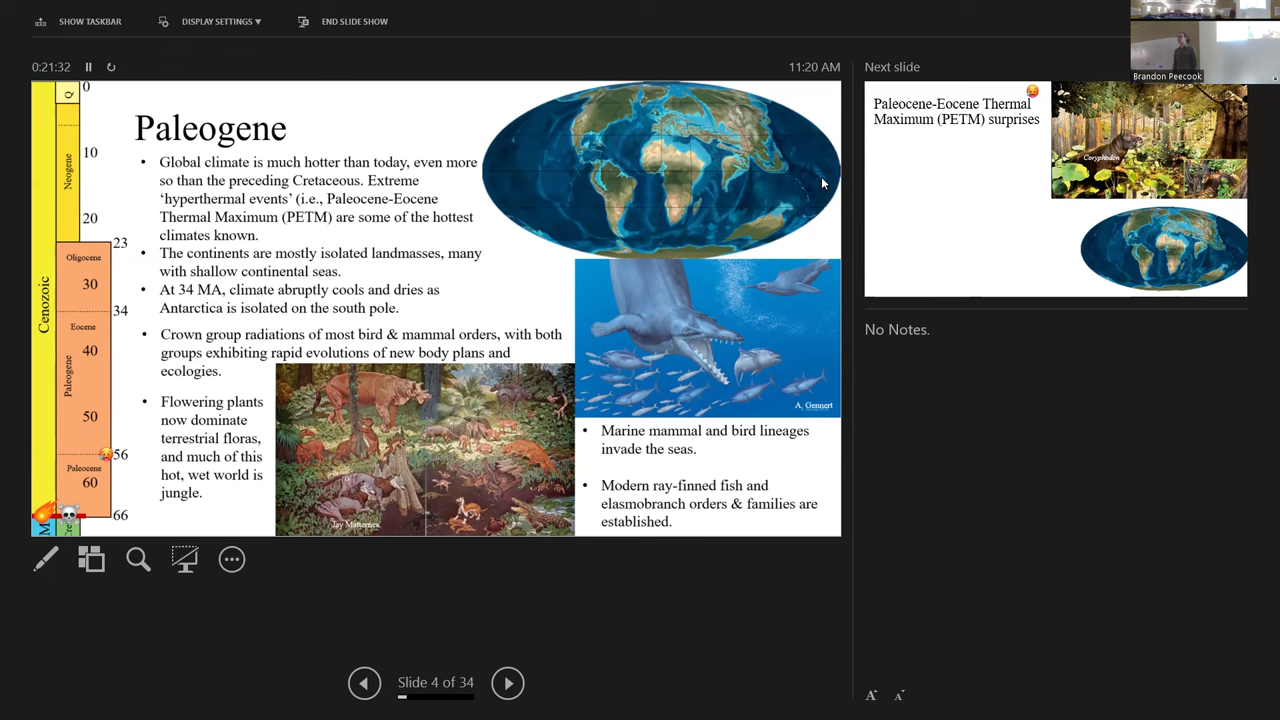 SHOW TASKBAR
DISPLAY SETTINGS ▼
END SLIDE SHOW
Brandon Peecook
0:21:32
11:20 AM
Next slide
Q
Neogene
Cenozoic
Oligocene
Eocene
Paleogene
Paleocene
M
0
10
20
23
30
34
40
50
56
60
66
Paleogene
• Global climate is much hotter than today, even more
so than the preceding Cretaceous. Extreme
‘hyperthermal events’ (i.e., Paleocene-Eocene
Thermal Maximum (PETM) are some of the hottest
climates known.
• The continents are mostly isolated landmasses, many
with shallow continental seas.
• At 34 MA, climate abruptly cools and dries as
Antarctica is isolated on the south pole.
• Crown group radiations of most bird & mammal orders, with both
groups exhibiting rapid evolutions of new body plans and
ecologies.
• Flowering plants
now dominate
terrestrial floras,
and much of this
hot, wet world is
jungle.
Jay Matternes
A, Gennert
• Marine mammal and bird lineages
invade the seas.
• Modern ray-finned fish and
elasmobranch orders & families are
established.
Paleocene-Eocene Thermal
Maximum (PETM) surprises
Coryphodon
No Notes.
Slide 4 of 34
A
A